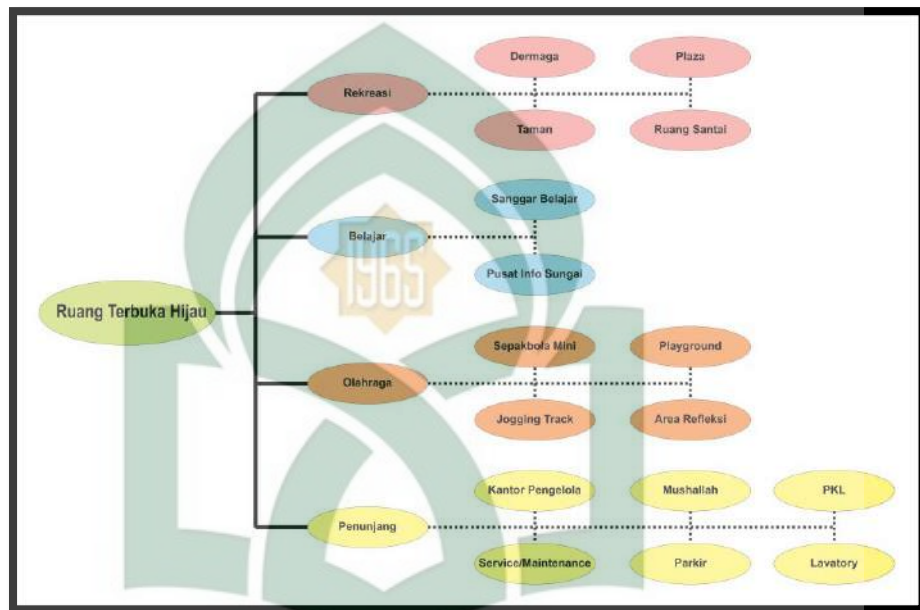 Dermaga
Plaza
Rekreasi
Taman
Ruang Santai
Sanggar Belajar
Belajar
Pusat Info Sungai
1965
Ruang Terbuka Hijau
Sepakbola Mini
Playground
Olahraga
Jogging Track
Area Refleksi
Kantor Pengelola
Mushallah
PKL
Penunjang
Service/Maintenance
Parkir
Lavatory